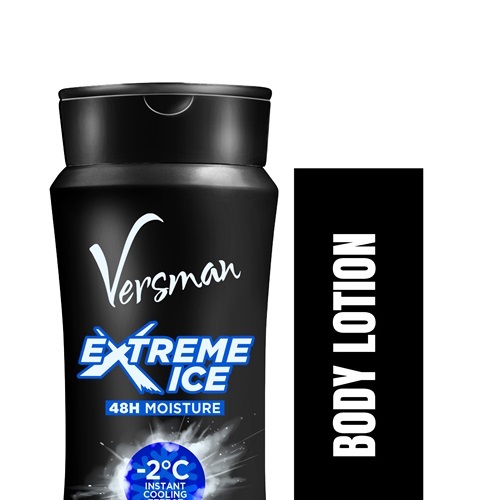 Versman
EXTREME
ICE
48H MOISTURE
-2°C
INSTANT
COOLING
BODY LOTION